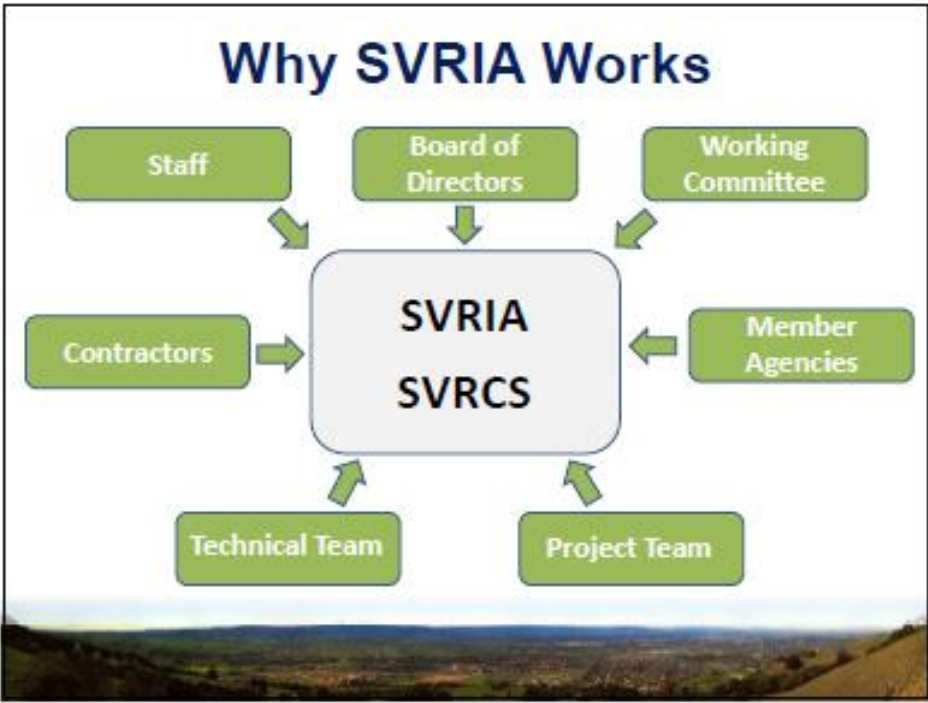 Why SVRIA Works
Staff
Board of
Directors
Working
Committee
Contractors
SVRIA
SVRCS
Member
Agencies
Technical Team
Project Team